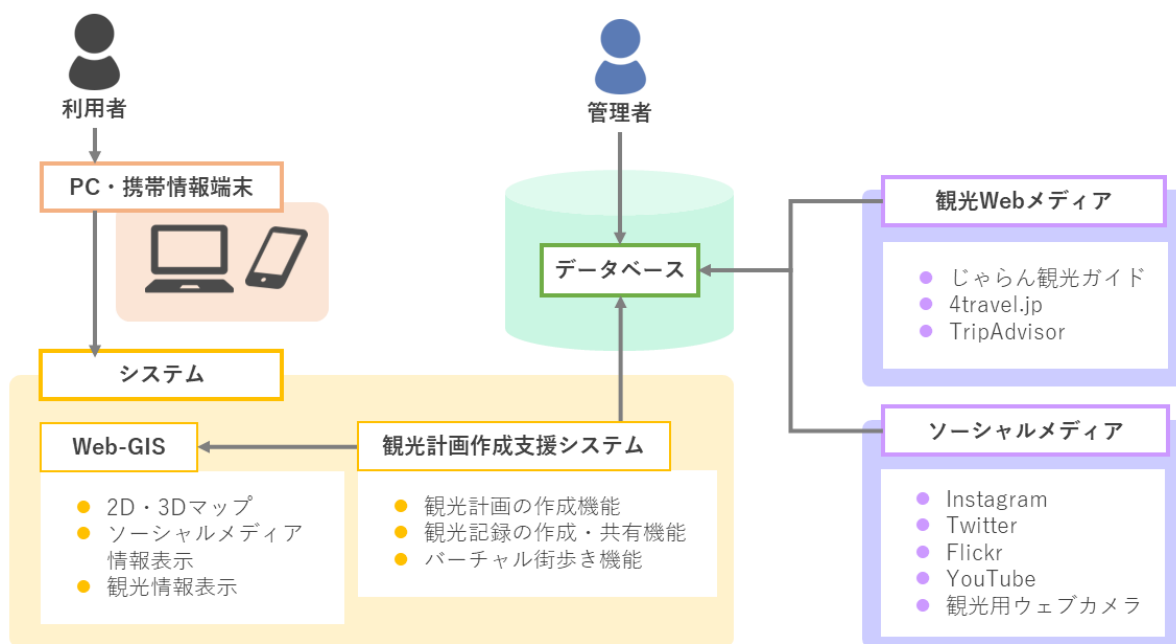 利用者
管理者
PC・携帯情報端末
観光Webメディア
データベース
じゃらん観光ガイド
4travel.jp
TripAdvisor
システム
Web-GIS
観光計画作成支援システム
ソーシャルメディア
2D・3Dマップ
ソーシャルメディア
情報表示
観光情報表示
観光計画の作成機能
観光記録の作成・共有機能
バーチャル街歩き機能
Instagram
Twitter
Flickr
YouTube
観光用ウェブカメラ